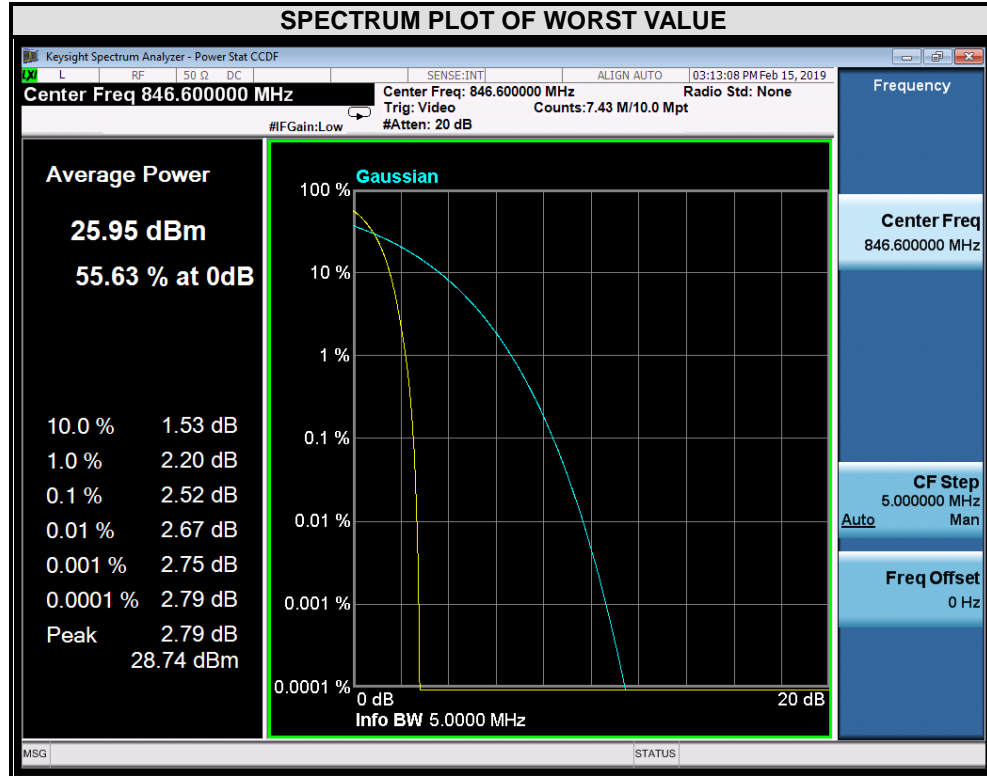 SPECTRUM PLOT OF WORST VALUE
Keysight Spectrum Analyzer - Power Stat CCDF
LXI L RF 50 Ω DC SENSE:INT ALIGN AUTO 03:13:08 PM Feb 15, 2019
Center Freq 846.600000 MHz
Center Freq: 846.600000 MHz Radio Std: None
Trig: Video Counts:7.43 M/10.0 Mpt
#IFGain:Low #Atten: 20 dB
Frequency
Average Power
25.95 dBm
55.63 % at 0dB
10.0 % 1.53 dB
1.0 % 2.20 dB
0.1 % 2.52 dB
0.01 % 2.67 dB
0.001 % 2.75 dB
0.0001 % 2.79 dB
Peak 2.79 dB
28.74 dBm
Gaussian
100 %
10 %
1 %
0.1 %
0.01 %
0.001 %
0.0001 %
0 dB 20 dB
Info BW 5.0000 MHz
Center Freq
846.600000 MHz
CF Step
5.000000 MHz
Auto Man
Freq Offset
0 Hz
MSG STATUS